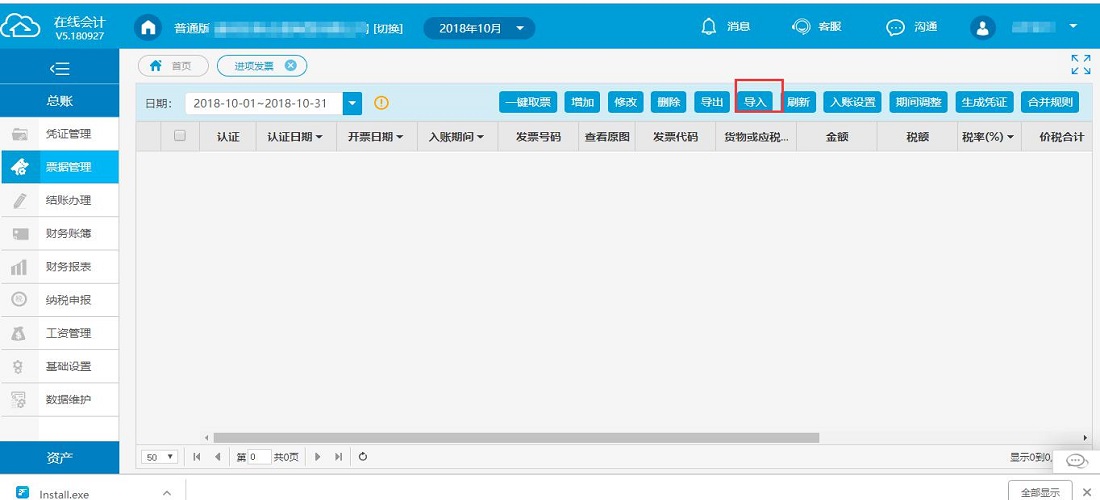 在线会计 普通版 [切换] 2018年10月 消息 客服 沟通
V5.180927
首页 进项发票
总账
日期： 2018-10-01~2018-10-31 一键取票 增加 修改 删除 导出 导入 刷新 入账设置 期间调整 生成凭证 合并规则
凭证管理
认证 认证日期 开票日期 入账期间 发票号码 查看原图 发票代码 货物或应税... 金额 税额 税率(%) 价税合计
票据管理
结账办理
财务账簿
财务报表
纳税申报
工资管理
基础设置
数据维护
资产
50 第 0 共0页 显示0到0,
Install.exe 全部显示